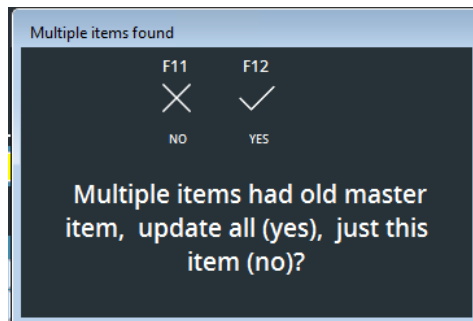 Multiple items found
F11 F12
NO YES
Multiple items had old master
item, update all (yes), just this
item (no)?